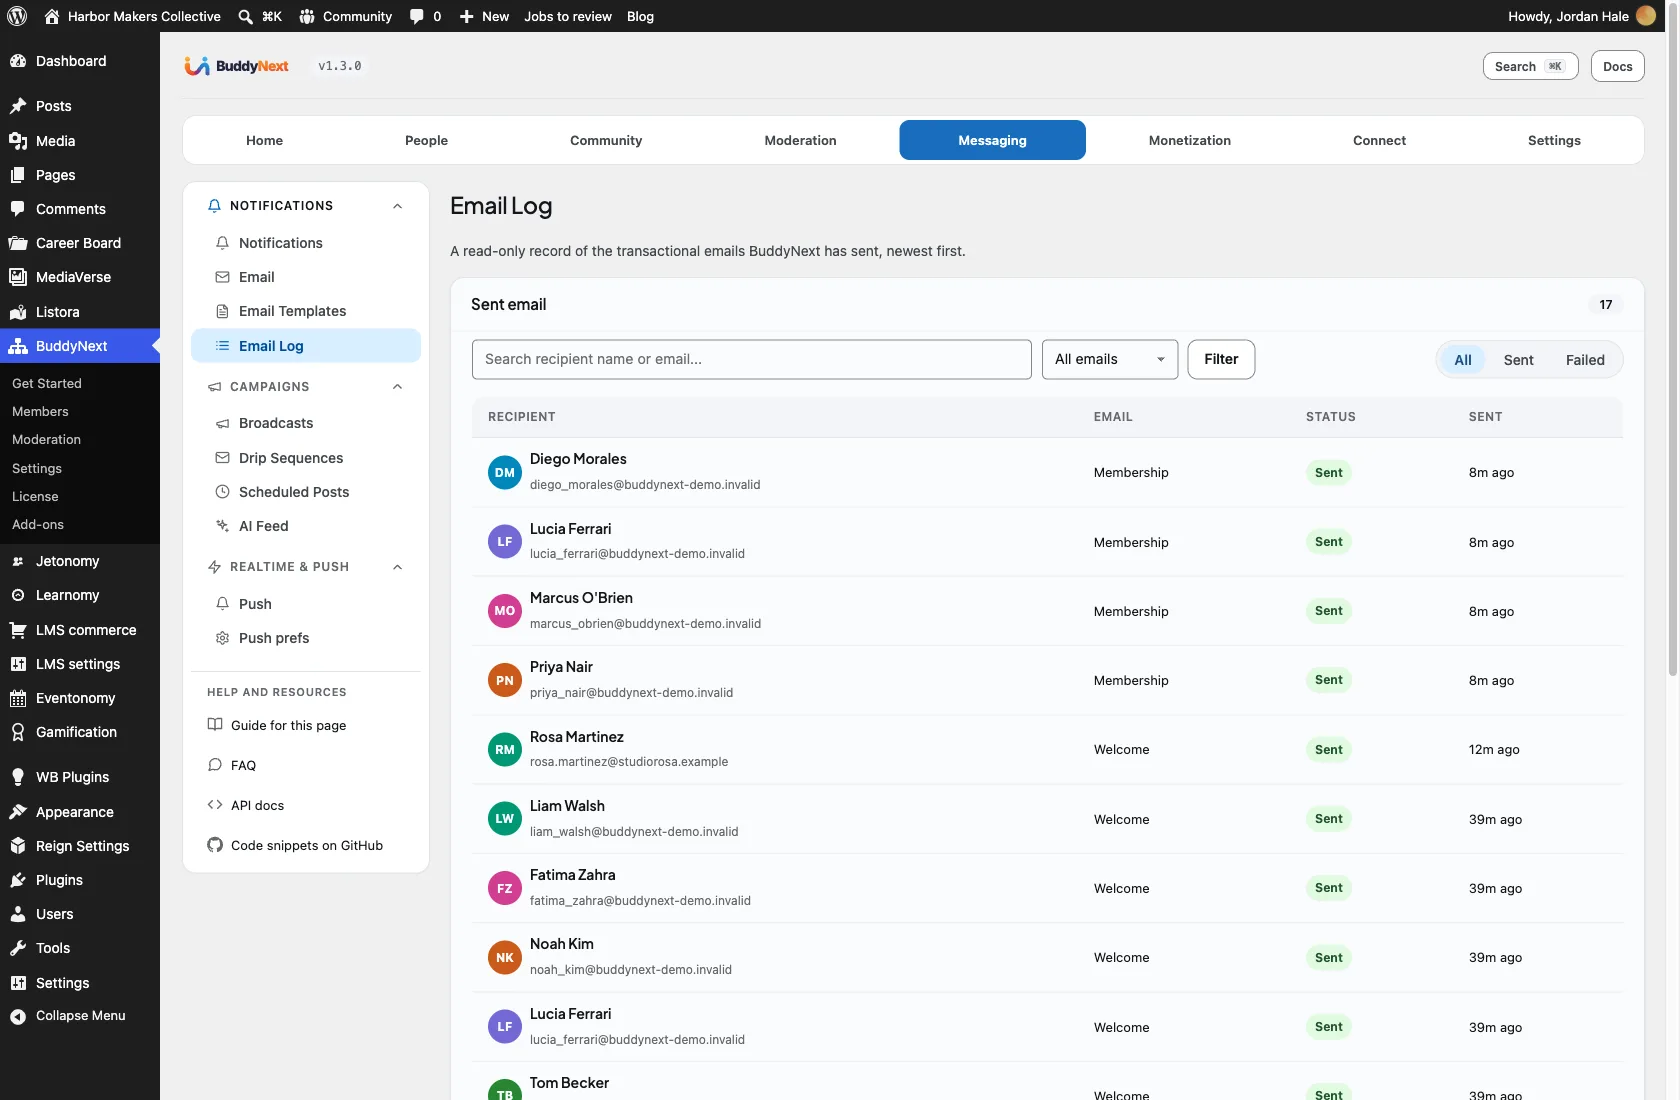 Harbor Makers Collective ⌘K Community 0 New Jobs to review Blog Howdy, Jordan Hale
Dashboard
Posts
Media
Pages
Comments
Career Board
MediaVerse
Listora
BuddyNext
Get Started
Members
Moderation
Settings
License
Add-ons
Jetonomy
Learnomy
LMS commerce
LMS settings
Eventonomy
Gamification
WB Plugins
Appearance
Reign Settings
Plugins
Users
Tools
Settings
Collapse Menu
BuddyNext v1.3.0 Search ⌘K Docs
Home People Community Moderation Messaging Monetization Connect Settings
NOTIFICATIONS
Notifications
Email
Email Templates
Email Log
CAMPAIGNS
Broadcasts
Drip Sequences
Scheduled Posts
AI Feed
REALTIME & PUSH
Push
Push prefs
HELP AND RESOURCES
Guide for this page
FAQ
API docs
Code snippets on GitHub
Email Log
A read-only record of the transactional emails BuddyNext has sent, newest first.
Sent email 17
Search recipient name or email... All emails Filter All Sent Failed
RECIPIENT EMAIL STATUS SENT
DM Diego Morales
diego_morales@buddynext-demo.invalid Membership Sent 8m ago
LF Lucia Ferrari
lucia_ferrari@buddynext-demo.invalid Membership Sent 8m ago
MO Marcus O'Brien
marcus_obrien@buddynext-demo.invalid Membership Sent 8m ago
PN Priya Nair
priya_nair@buddynext-demo.invalid Membership Sent 8m ago
RM Rosa Martinez
rosa.martinez@studiorosa.example Welcome Sent 12m ago
LW Liam Walsh
liam_walsh@buddynext-demo.invalid Welcome Sent 39m ago
FZ Fatima Zahra
fatima_zahra@buddynext-demo.invalid Welcome Sent 39m ago
NK Noah Kim
noah_kim@buddynext-demo.invalid Welcome Sent 39m ago
LF Lucia Ferrari
lucia_ferrari@buddynext-demo.invalid Welcome Sent 39m ago
TB Tom Becker
Welcome Sent 39m ago